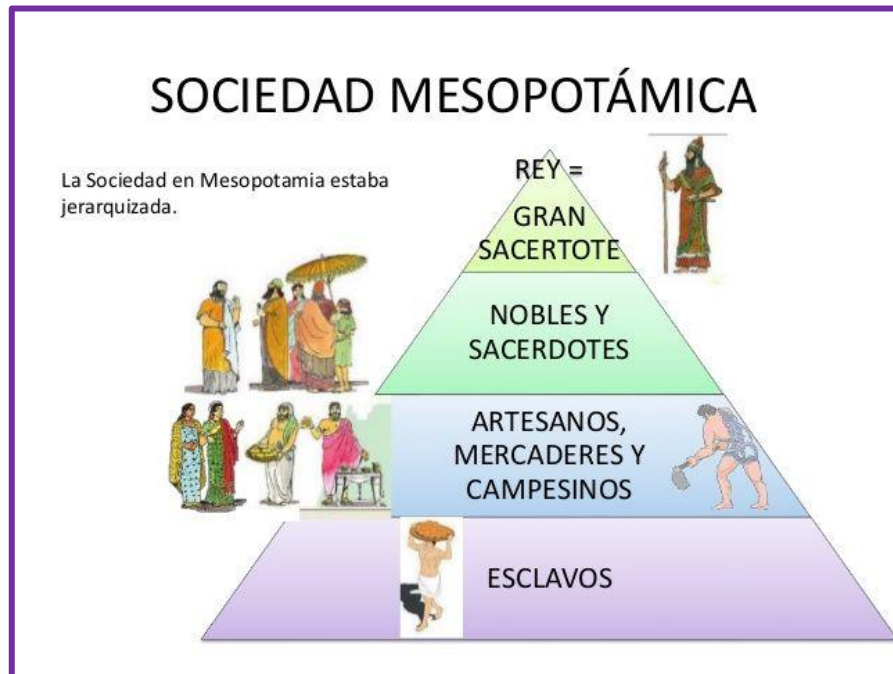 SOCIEDAD MESOPOTÁMICA
La Sociedad en Mesopotamia estaba
jerarquizada.
REY =
GRAN
SACERTOTE
NOBLES Y
SACERDOTES
ARTESANOS,
MERCADERES Y
CAMPESINOS
ESCLAVOS